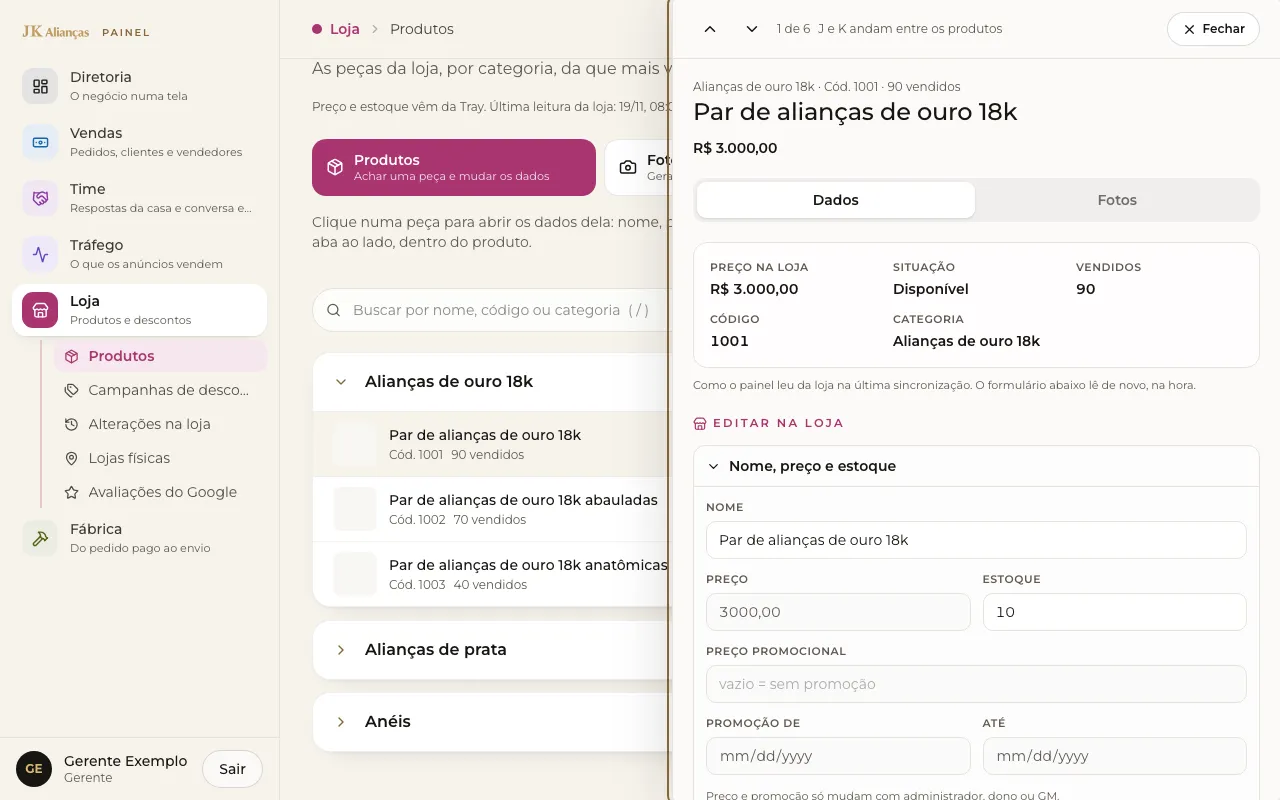 JK Alianças PAINEL
Diretoria
O negócio numa tela
Vendas
Pedidos, clientes e vendedores
Time
Respostas da casa e conversa e...
Tráfego
O que os anúncios vendem
Loja
Produtos e descontos
Produtos
Campanhas de desco...
Alterações na loja
Lojas físicas
Avaliações do Google
Fábrica
Do pedido pago ao envio
GE
Gerente Exemplo
Gerente
Sair
Loja > Produtos
As peças da loja, por categoria, da que mais v
Preço e estoque vêm da Tray. Última leitura da loja: 19/11, 08:
Produtos
Achar uma peça e mudar os dados
Fot
Gera
Clique numa peça para abrir os dados dela: nome,
aba ao lado, dentro do produto.
Buscar por nome, código ou categoria ( / )
Alianças de ouro 18k
Par de alianças de ouro 18k
Cód. 1001 90 vendidos
Par de alianças de ouro 18k abauladas
Cód. 1002 70 vendidos
Par de alianças de ouro 18k anatômicas
Cód. 1003 40 vendidos
Alianças de prata
Anéis
1 de 6 J e K andam entre os produtos
Fechar
Alianças de ouro 18k · Cód. 1001 · 90 vendidos
Par de alianças de ouro 18k
R$ 3.000,00
Dados
Fotos
PREÇO NA LOJA
R$ 3.000,00
SITUAÇÃO
Disponível
VENDIDOS
90
CÓDIGO
1001
CATEGORIA
Alianças de ouro 18k
Como o painel leu da loja na última sincronização. O formulário abaixo lê de novo, na hora.
EDITAR NA LOJA
Nome, preço e estoque
NOME
Par de alianças de ouro 18k
PREÇO
3000,00
ESTOQUE
10
PREÇO PROMOCIONAL
vazio = sem promoção
PROMOÇÃO DE
mm/dd/yyyy
ATÉ
mm/dd/yyyy
Preço e promoção só mudam com administrador, dono ou GM.